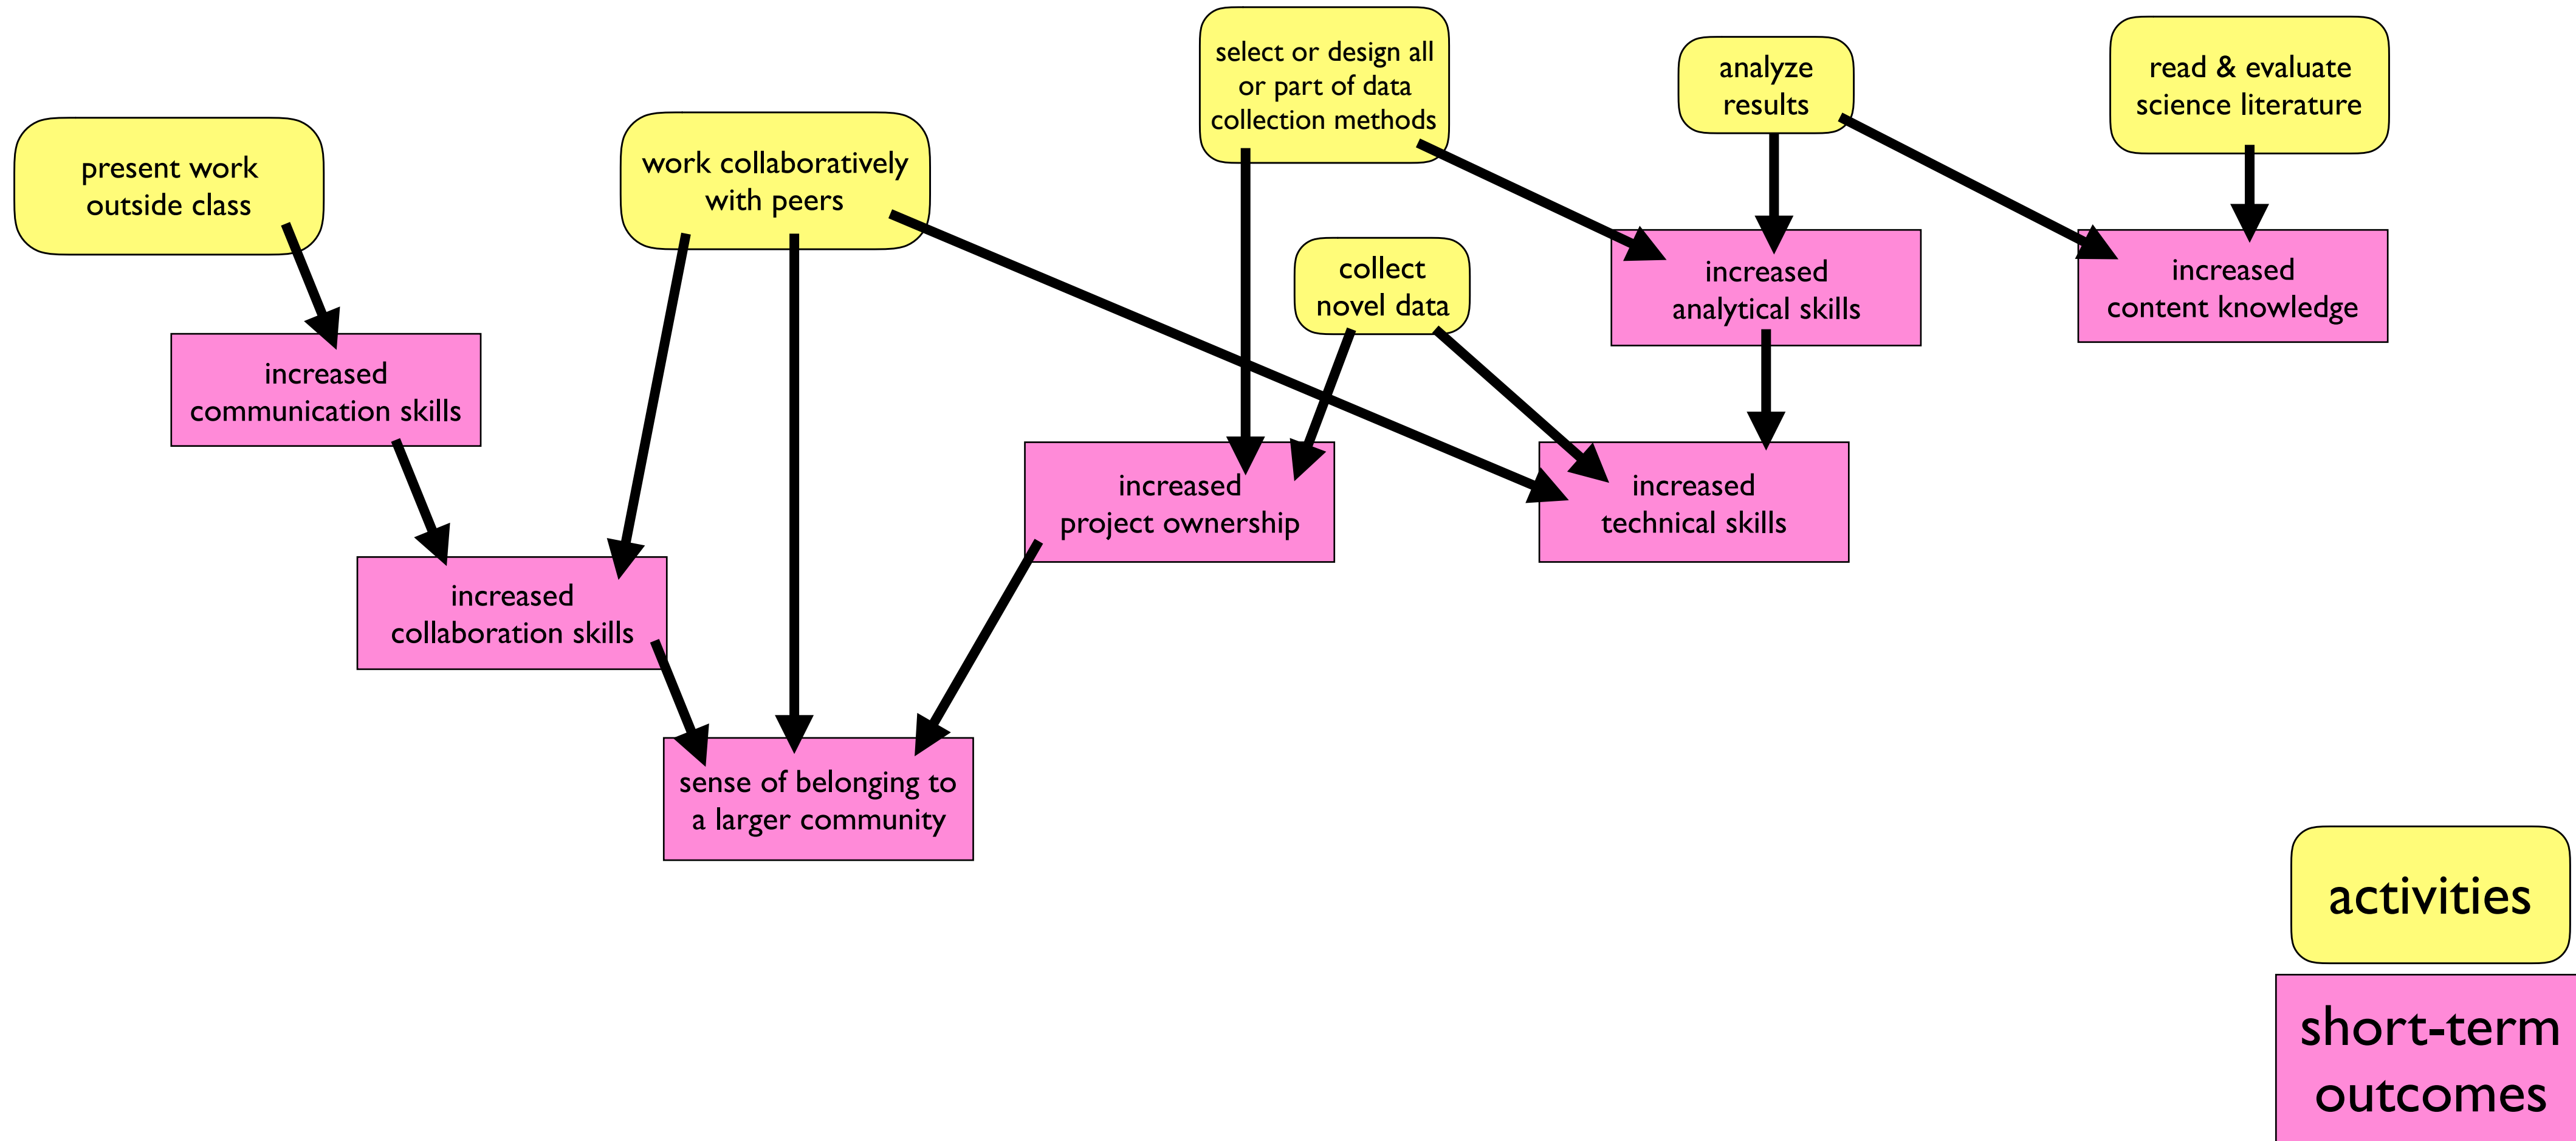 select or design all
or part of data
collection methods
analyze
results
read & evaluate
science literature
present work
outside class
work collaboratively
with peers
collect
novel data
increased
analytical skills
increased
content knowledge
increased
communication skills
increased
project ownership
increased
technical skills
increased
collaboration skills
sense of belonging to
a larger community
activities
short-term
outcomes